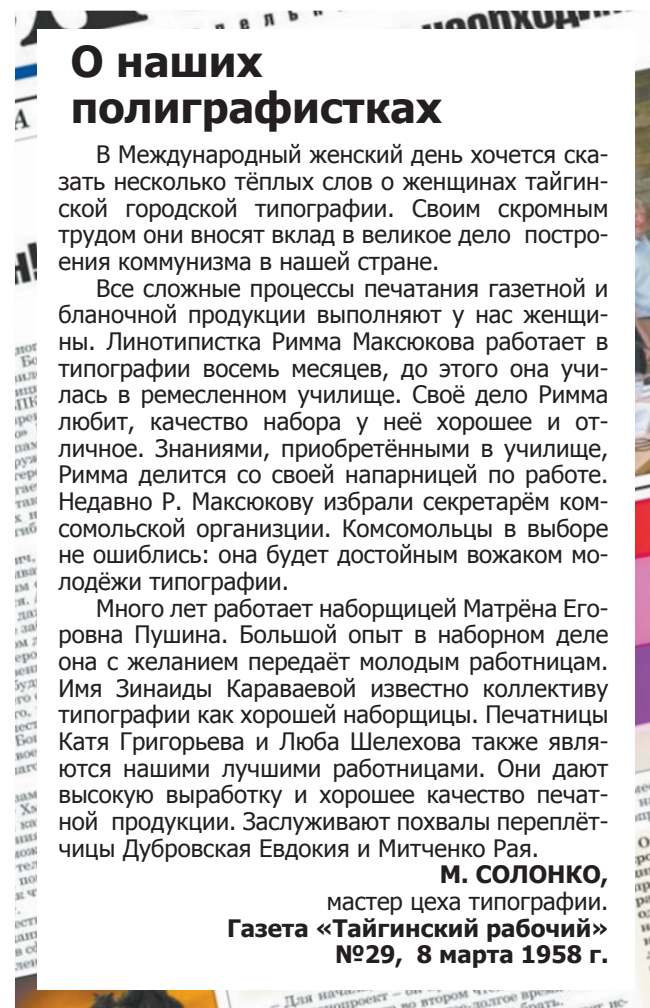 О наших
полиграфистках
В Международный женский день хочется ска-
зать несколько тёплых слов о женщинах тайгин-
ской городской типографии. Своим скромным
трудом они вносят вклад в великое дело постро-
ения коммунизма в нашей стране.
Все сложные процессы печатания газетной и
бланочной продукции выполняют у нас женщи-
ны. Линотипистка Римма Максюкова работает в
типографии восемь месяцев, до этого она учи-
лась в ремесленном училище. Своё дело Римма
любит, качество набора у неё хорошее и от-
личное. Знаниями, приобретёнными в училище,
Римма делится со своей напарницей по работе.
Недавно Р. Максюкову избрали секретарём ком-
сомольской организции. Комсомольцы в выборе
не ошиблись: она будет достойным вожаком мо-
лодёжи типографии.
Много лет работает наборщицей Матрёна Его-
ровна Пушина. Большой опыт в наборном деле
она с желанием передаёт молодым работницам.
Имя Зинаиды Караваевой известно коллективу
типографии как хорошей наборщицы. Печатницы
Катя Григорьева и Люба Шелехова также явля-
ются нашими лучшими работницами. Они дают
высокую выработку и хорошее качество печат-
ной продукции. Заслуживают похвалы переплёт-
чицы Дубровская Евдокия и Митченко Рая.
М. СОЛОНКО,
мастер цеха типографии.
Газета «Тайгинский рабочий»
№29, 8 марта 1958 г.